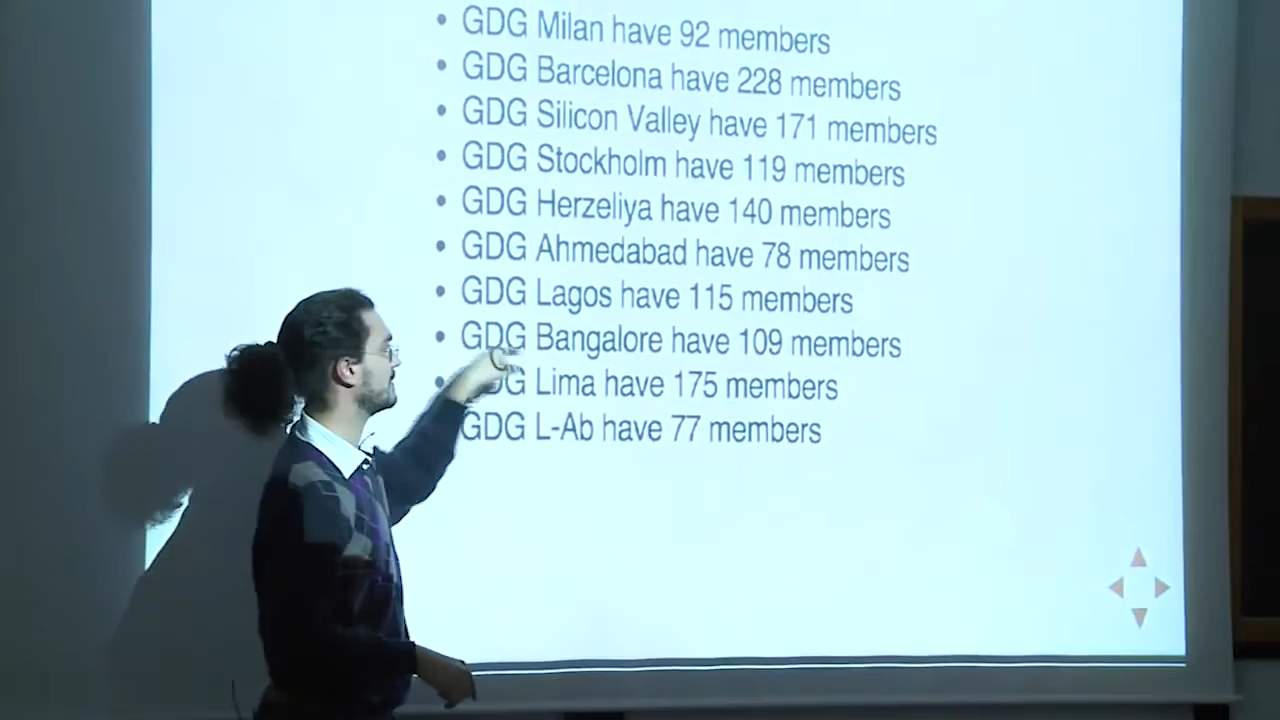 • GDG Milan have 92 members
• GDG Barcelona have 228 members
• GDG Silicon Valley have 171 members
• GDG Stockholm have 119 members
• GDG Herzeliya have 140 members
• GDG Ahmedabad have 78 members
• GDG Lagos have 115 members
• GDG Bangalore have 109 members
• DG Lima have 175 members
GDG L-Ab have 77 members